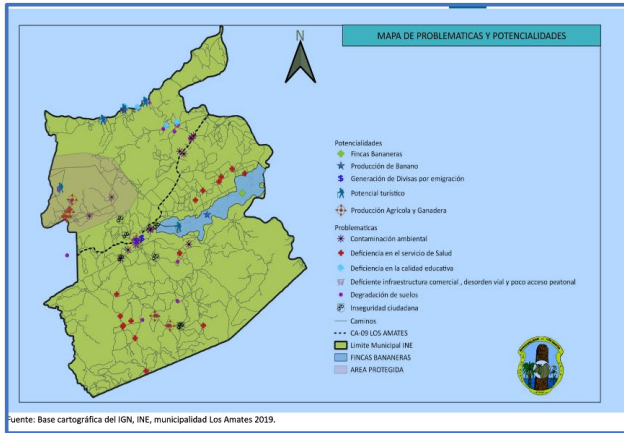 MAPA DE PROBLEMATICAS Y POTENCIALIDADES
N
Potencialidades
Fincas Bananeras
Producción de Banano
Generación de Divisas por emigración
Potencial turístico
Producción Agrícola y Ganadera
Problematicas
Contaminación ambiental
Deficiencia en el servicio de Salud
Deficiencia en la calidad educativa
Deficiente infraestructura comercial , desorden vial y poco acceso peatonal
Degradación de suelos
Inseguridad ciudadana
Caminos
CA-09 LOS AMATES
Limite Municipal INE
FINCAS BANANERAS
AREA PROTEGIDA
Fuente: Base cartográfica del IGN, INE, municipalidad Los Amates 2019.